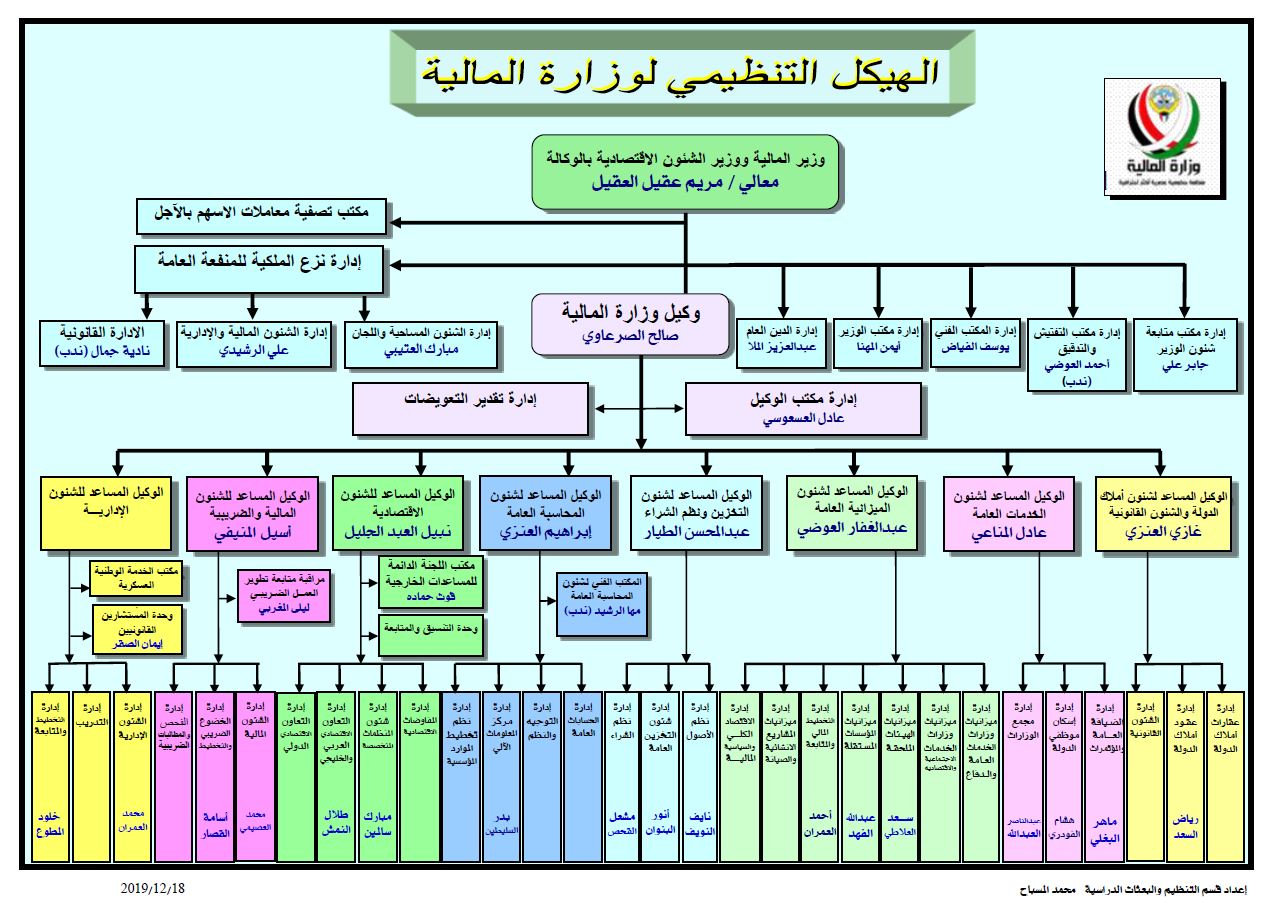 الهيكل التنظيمي لوزارة المالية
وزارة المالية
وزير المالية ووزير الشئون الاقتصادية بالوكالة
معالي / مريم عقيل العقيل
مكتب تصفية معاملات الاسهم بالآجل
إدارة نزع الملكية للمنفعة العامة
وكيل وزارة المالية
صالح الصرعاوي
إدارة مكتب متابعة
شئون الوزير
جابر علي
إدارة مكتب التفتيش
والتدقيق
أحمد العوضي
(ندب)
إدارة المكتب الفني
يوسف الفياض
إدارة مكتب الوزير
أيمن المهنا
إدارة الدين العام
عبدالعزيز الملا
إدارة الشئون المساحية واللجان
مبارك العتيبي
إدارة الشئون المالية والإدارية
علي الرشيدي
الادارة القانونية
نادية جمال (ندب)
إدارة مكتب الوكيل
عادل العسعوسي
إدارة تقدير التعويضات
الوكيل المساعد لشئون أملاك
الدولة والشئون القانونية
غازي العنزي
الوكيل المساعد لشئون
الخدمات العامة
عادل المناعي
الوكيل المساعد لشئون
الميزانية العامة
عبدالغفار العوضي
الوكيل المساعد لشئون
التخزين ونظم الشراء
عبدالمحسن الطيار
الوكيل المساعد لشئون
المحاسبة العامة
إبراهيم العنزي
الوكيل المساعد للشئون
الاقتصادية
نبيل العبد الجليل
الوكيل المساعد للشئون
المالية والضريبية
أسيل المنيفي
الوكيل المساعد للشئون
الإداريـــة
المكتب الفني لشئون
المحاسبة العامة
مها الرشيد (ندب)
مكتب اللجنة الدائمة
للمساعدات الخارجية
قوت حماده
وحدة التنسيق والمتابعة
مراقبة متابعة تطوير
العمــل الضريبـي
ليلى المغربي
مكتب الخدمة الوطنية
العسكرية
وحدة المستشارين
القانونيين
إيمان الصقر
إدارة
عقارات
أملاك
الدولة
إدارة
عقود
أملاك
الدولة
رياض
السعد
إدارة
الشئون
القانونية
إدارة
الضيافة
العـــامة
والمؤتمرات
ماهر
البغلي
إدارة
إسكان
موظفي
الدولة
هشام
الفودري
إدارة
مجمع
الوزارات
عبدالناصر
العبدالله
إدارة
ميزانيات
وزارات
الخدمات
العامة
والدفاع
إدارة
ميزانيات
وزارات
الخدمات
الاجتماعية
والاقتصاديه
إدارة
ميزانيات
الهيئات
الملحقة
ســعد
العلاطي
إدارة
ميزانيات
المؤسسات
المستقلة
عبدالله
الفهد
إدارة
التخطيط
المالي
والمتابعة
أحمد
العمران
إدارة
ميزانيات
المشاريع
الانشائية
والصيانة
إدارة
الاقتصاد
الكلـــي
والسياسية
الماليـــة
إدارة
نظم
الأصول
نايف
النويف
إدارة
شئون
التخزين
العامة
أنور
البنوان
إدارة
نظم
الشراء
مشعل
القحص
إدارة
الحسابات
العامة
إدارة
التوجيه
والنظم
إدارة
مركز
المعلومات
الآلي
بدر
السليحلين
إدارة
نظم
تخطيط
الموارد
المؤسسية
إدارة
المفاوضات
الاقتصادية
إدارة
شئون
المنظمات
المتخصصة
مبارك
سالمين
إدارة
التعاون
الاقتصادي
العربي
والخليجي
طلال
النمش
إدارة
التعاون
الاقتصادي
الدولي
إدارة
الشئون
المالية
محمد
العصيمي
إدارة
الخضوع
الضريبي
والتخطيط
أسامة
القصار
إدارة
الفحص
والمطالبات
الضريبية
إدارة
الشئون
الإدارية
محمد
العمران
إدارة
التدريب
إدارة
التخطيط
والمتابعة
خلود
المطوع
إعداد قسم التنظيم والبعثات الدراسية محمد المسباح
2019/12/18